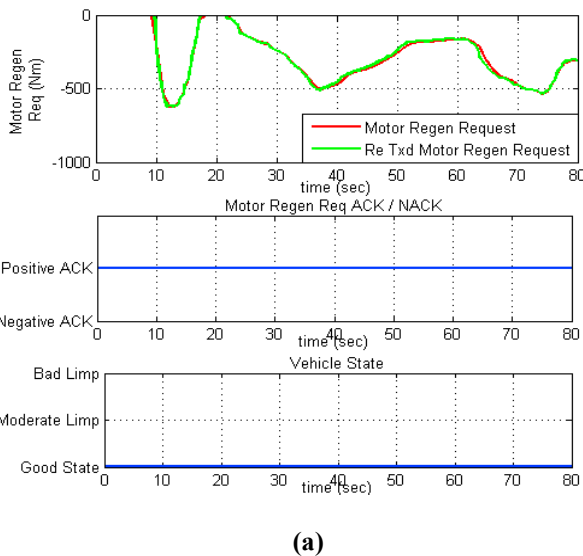 0
-500
-1000
Motor Regen
Req (Nm)
Motor Regen Request
Re Txd Motor Regen Request
0 10 20 30 40 50 60 70 80
time (sec)
Motor Regen Req ACK / NACK
Positive ACK
Negative ACK
0 10 20 30 40 50 60 70 80
time (sec)
Vehicle State
Bad Limp
Moderate Limp
Good State
0 10 20 30 40 50 60 70 80
time (sec)
(a)